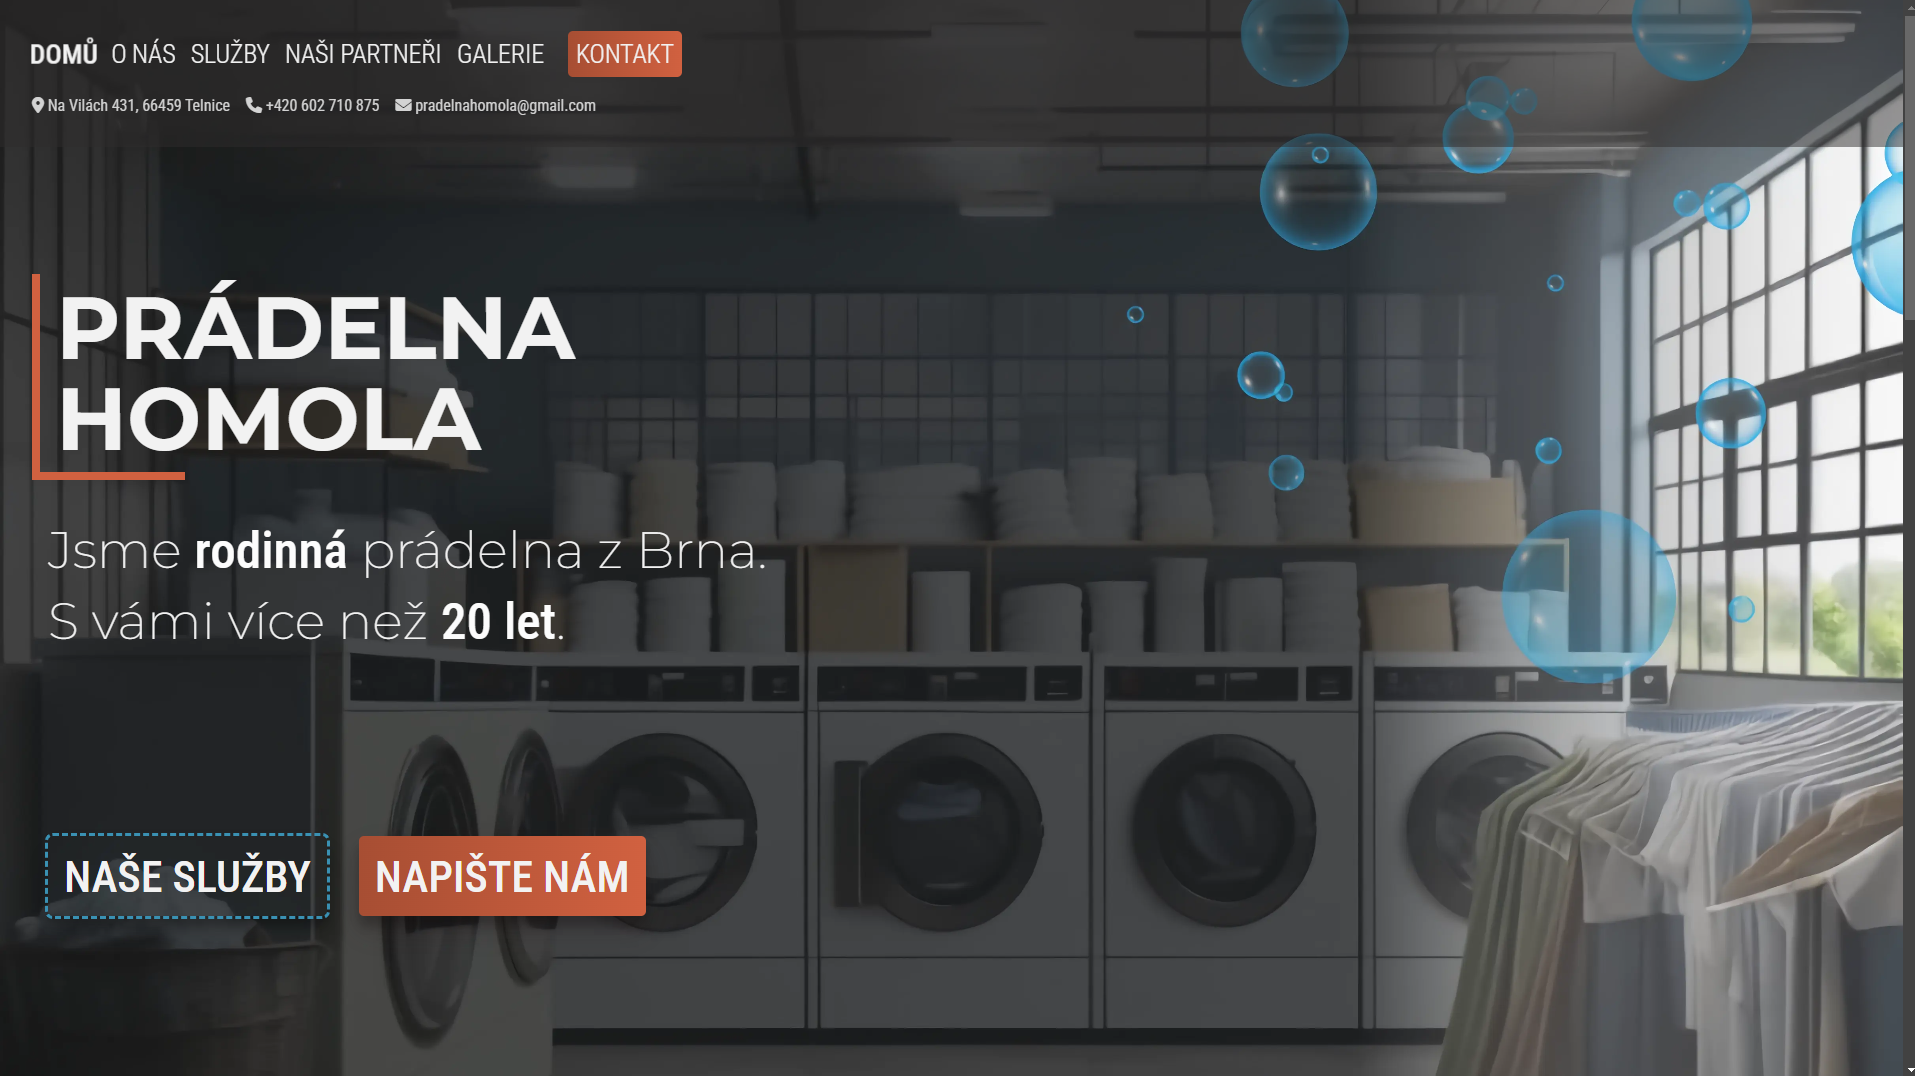 DOMŮ O NÁS SLUŽBY NAŠI PARTNEŘI GALERIE KONTAKT
Na Vilách 431, 66459 Telnice +420 602 710 875 pradelnahomola@gmail.com
PRÁDELNA
HOMOLA
Jsme rodinná prádelna z Brna.
S vámi více než 20 let.
NAŠE SLUŽBY NAPIŠTE NÁM